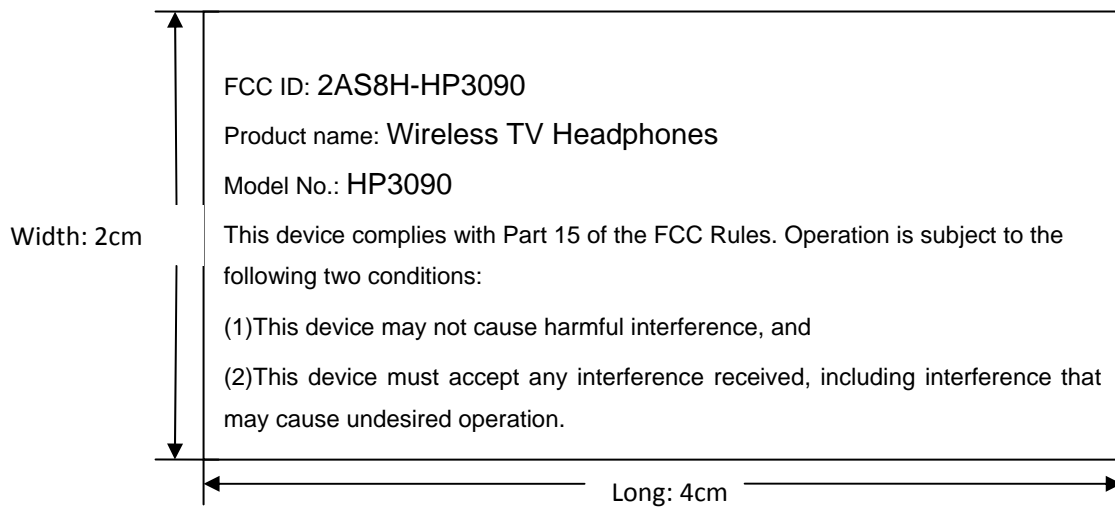 FCC ID: 2AS8H-HP3090
Product name: Wireless TV Headphones
Model No.: HP3090
Width: 2cm
This device complies with Part 15 of the FCC Rules. Operation is subject to the
following two conditions:
(1)This device may not cause harmful interference, and
(2)This device must accept any interference received, including interference that
may cause undesired operation.
Long: 4cm